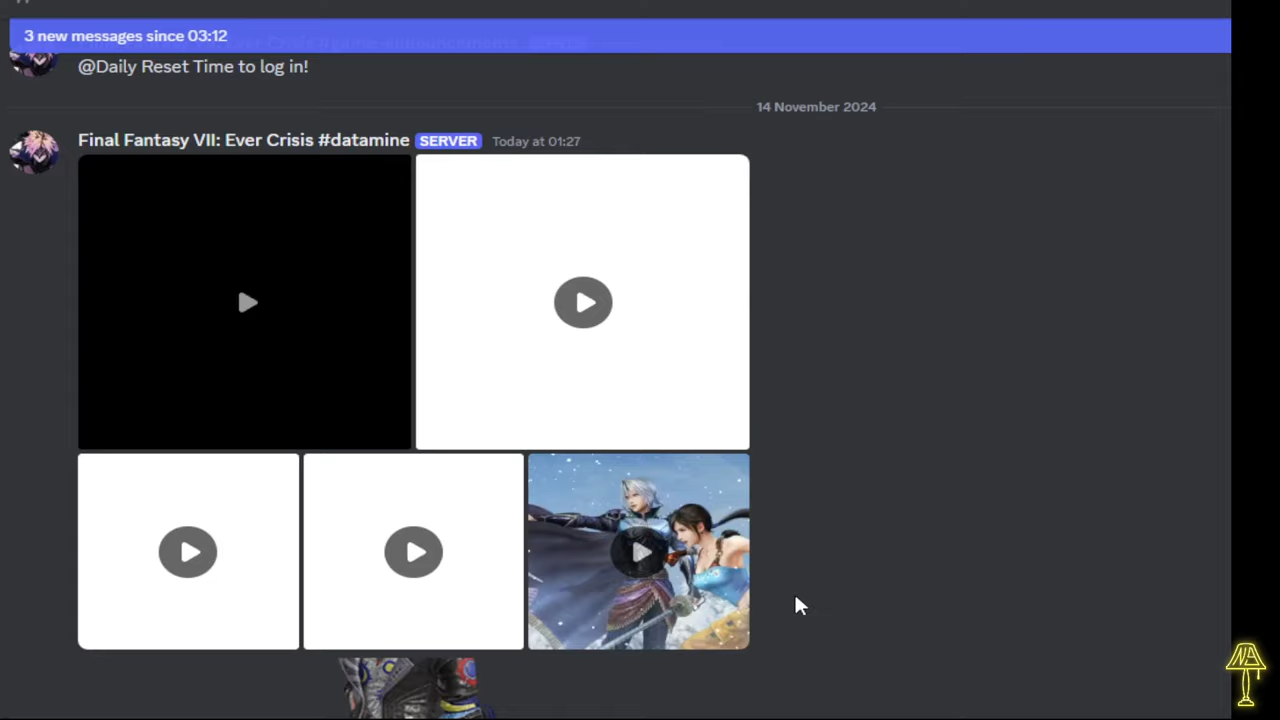 3 new messages since 03:12
@Daily Reset Time to log in!
14 November 2024
Final Fantasy VII: Ever Crisis #datamine SERVER Today at 01:27
NA